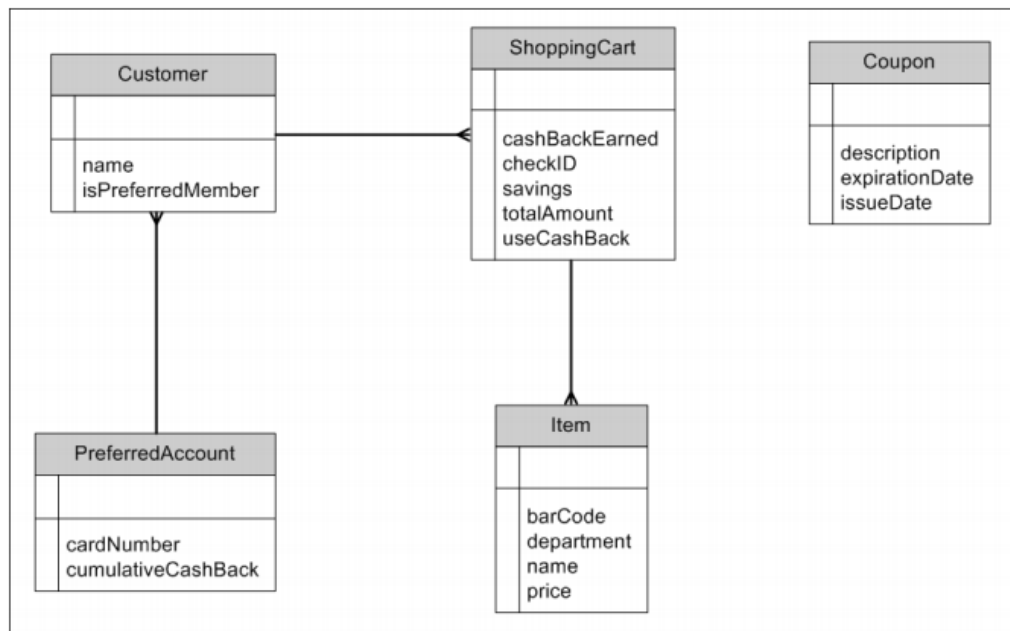 Customer
name
isPreferredMember
ShoppingCart
cashBackEarned
checkID
savings
totalAmount
useCashBack
Coupon
description
expirationDate
issueDate
PreferredAccount
cardNumber
cumulativeCashBack
Item
barCode
department
name
price